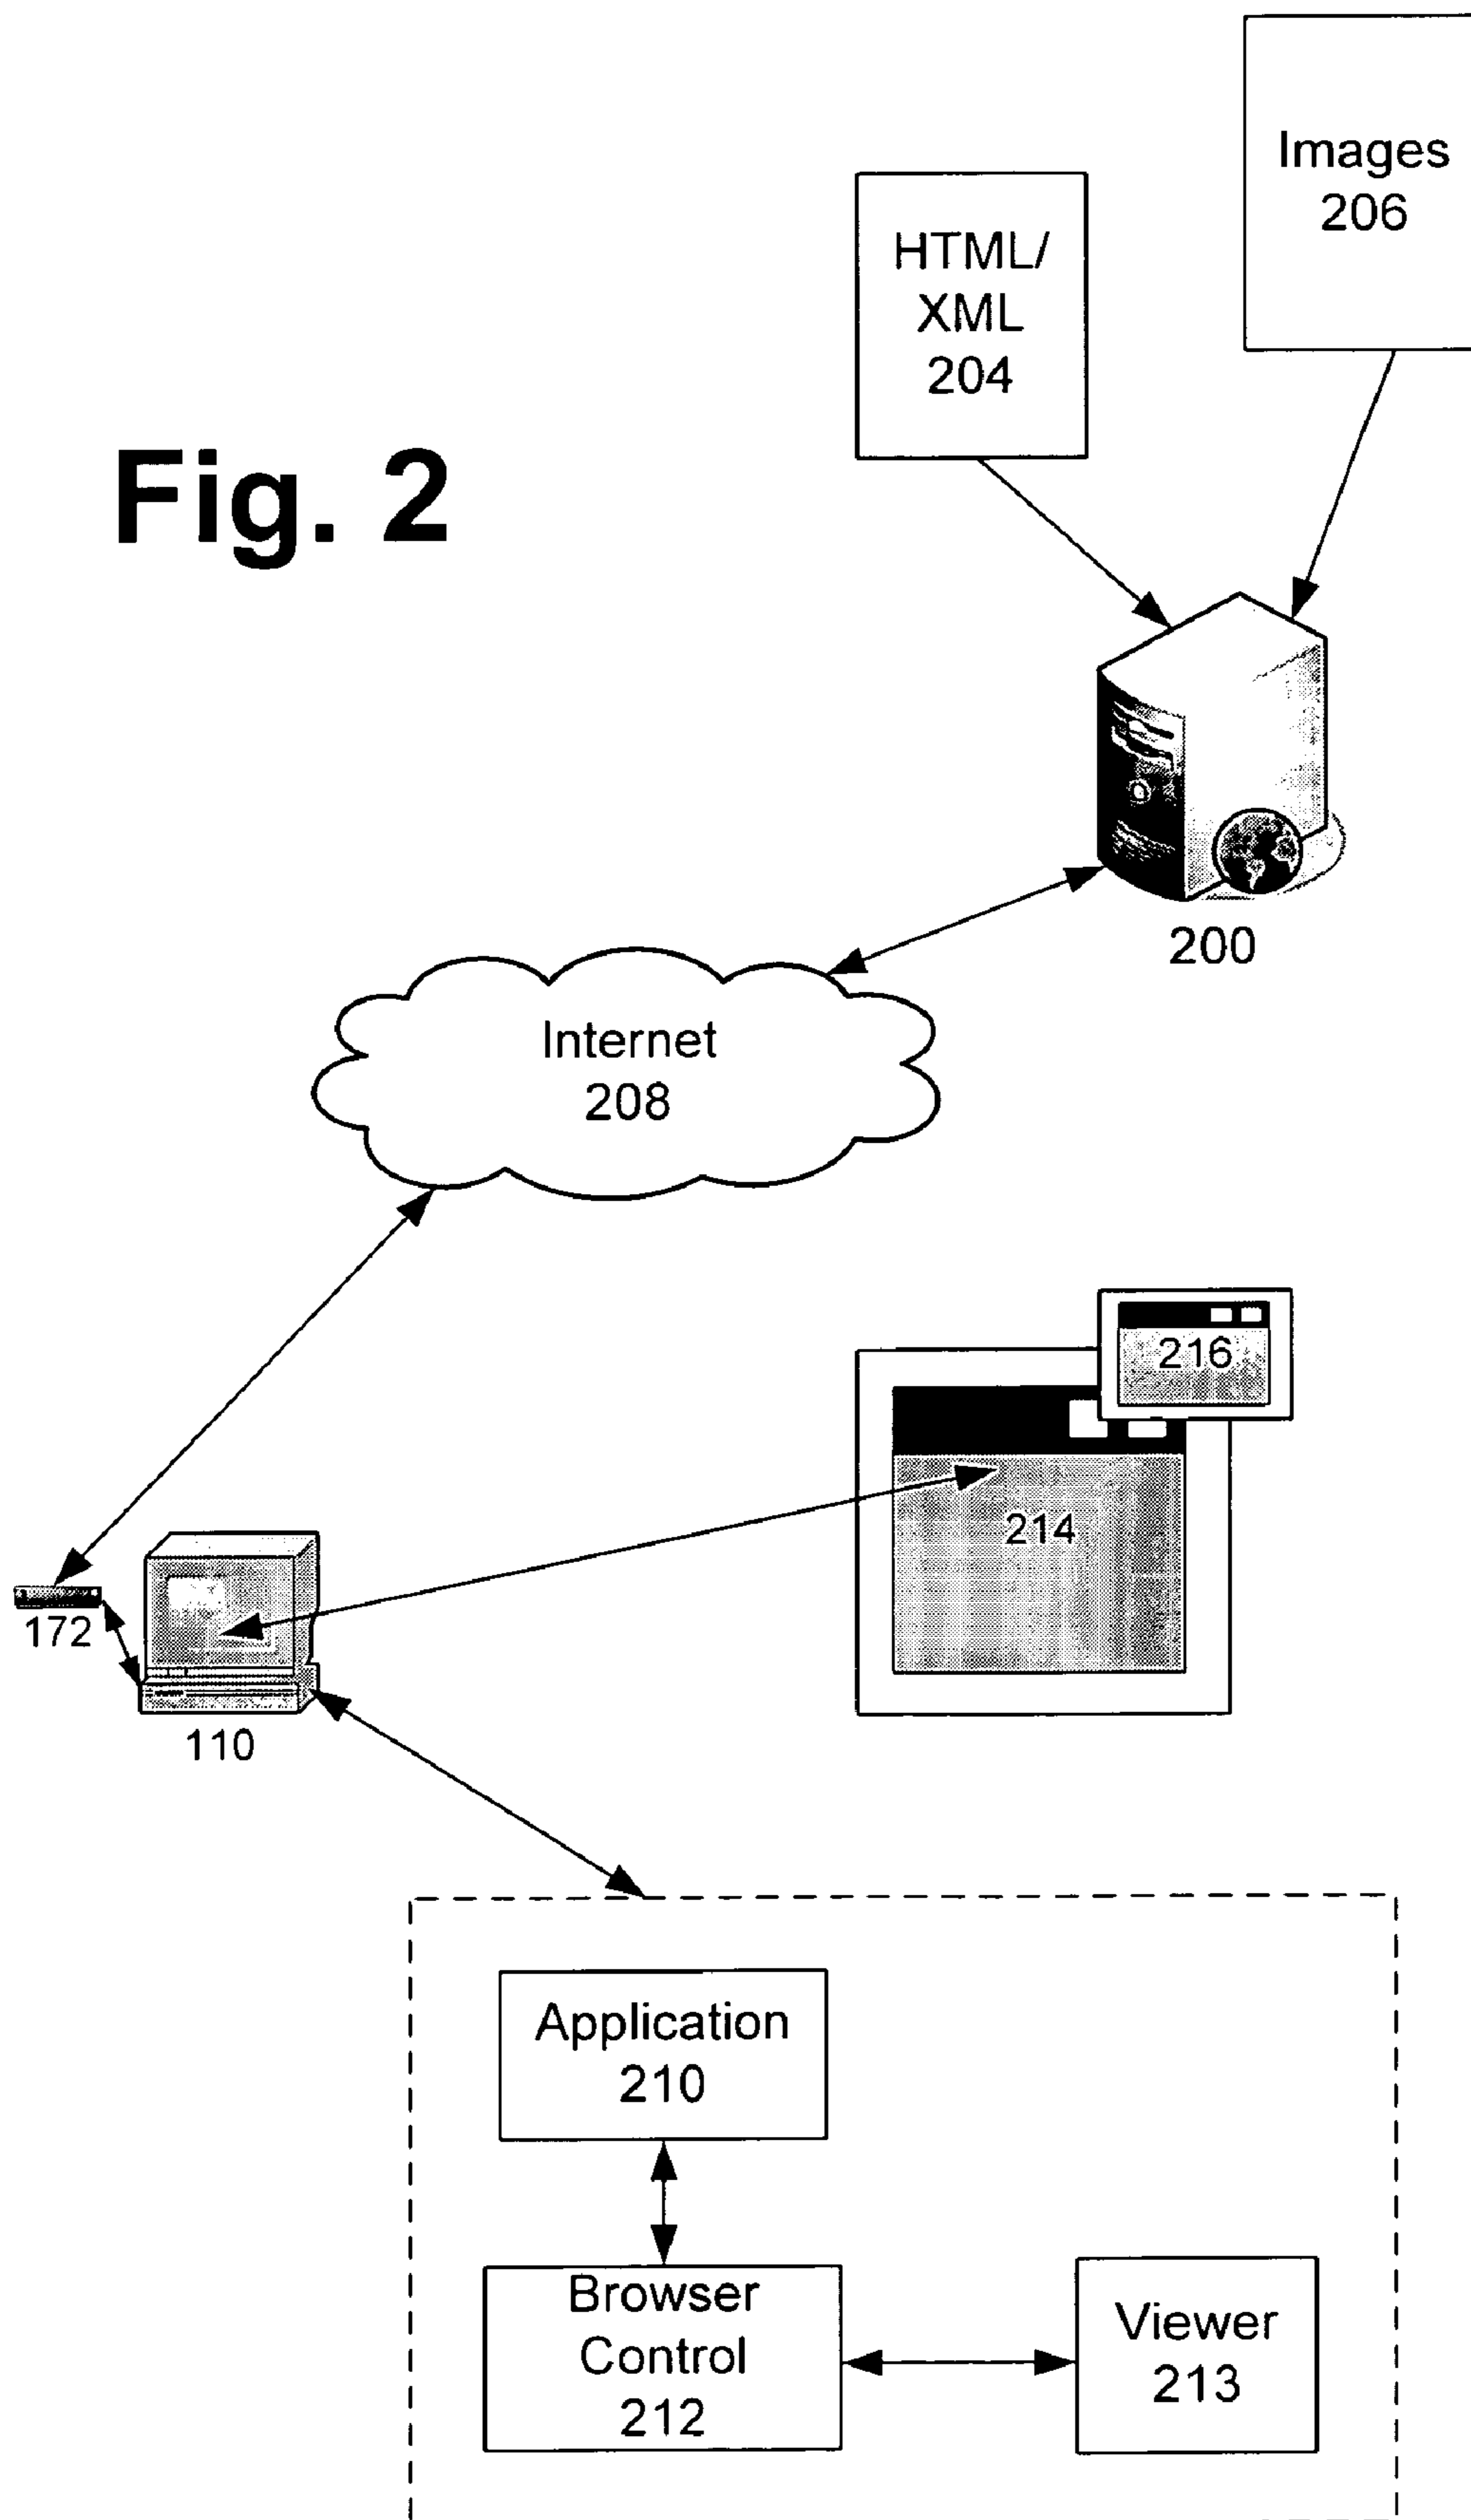 Images
206
HTML/
XML
204
Fig. 2
200
Internet
208
216
214
172
110
Application
210
Browser
Control
212
Viewer
213